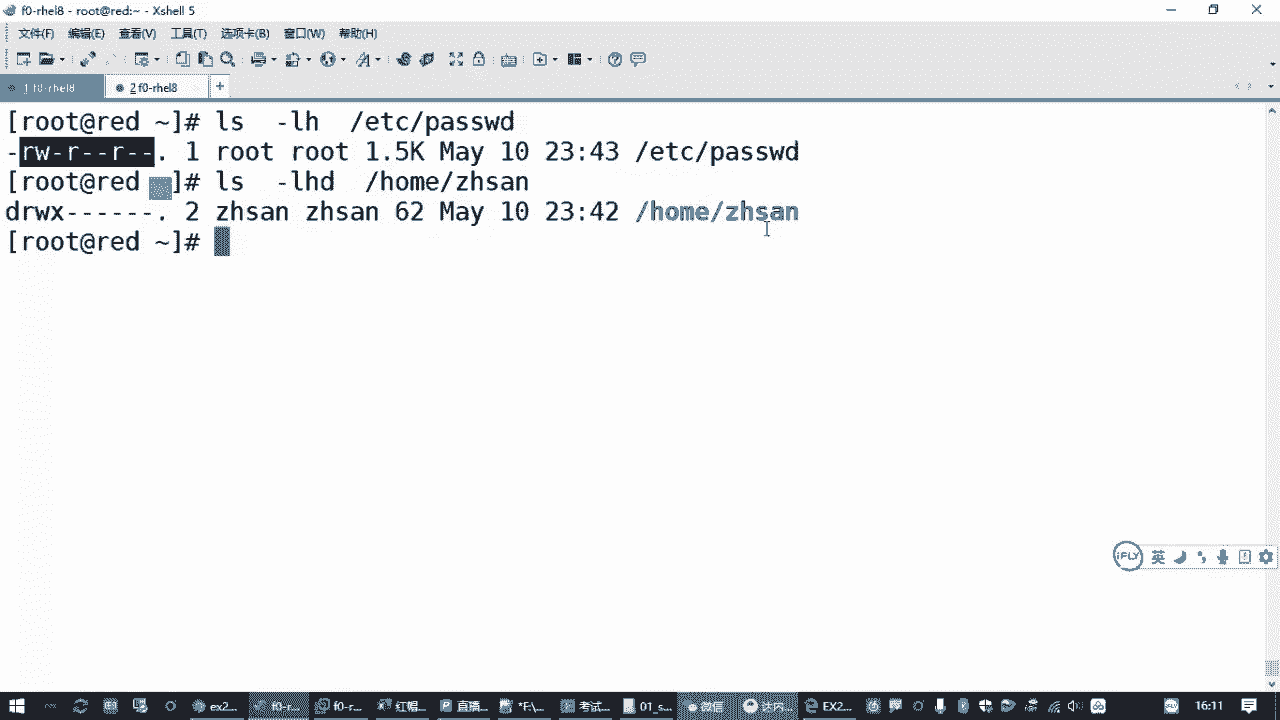 f0-rhel8 - root@red:~ - Xshell 5
文件(F) 编辑(E) 查看(V) 工具(T) 选项卡(B) 窗口(W) 帮助(H)
1 f0-rhel8 2 f0-rhel8 +
[root@red ~]# ls -lh /etc/passwd
-rw-r--r--. 1 root root 1.5K May 10 23:43 /etc/passwd
[root@red ]# ls -lhd /home/zhsan
drwx------. 2 zhsan zhsan 62 May 10 23:42 /home/zhsan
[root@red ~]#
iFLY 英
ex2... f0-r... f0-r... 红帽... 直播... *F:\... 考试... 01_s... 微信 EX2... 16:11